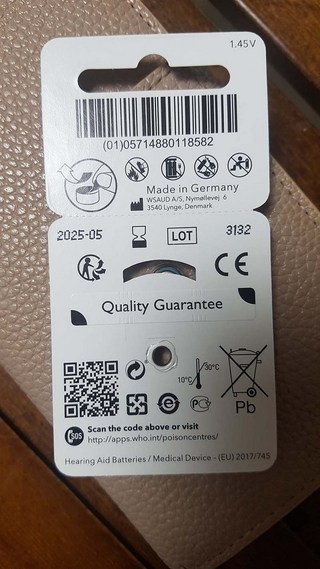 1.45V
(01)05714880118582
Made in Germany
WSAUD A/S, Nymøllevej 6
3540 Lynge, Denmark
2025-05 LOT 3132
CE
Quality Guarantee
10°C 30°C
Pb
SOS Scan the code above or visit
http://apps.who.int/poisoncentres/
Hearing Aid Batteries / Medical Device - (EU) 2017/745